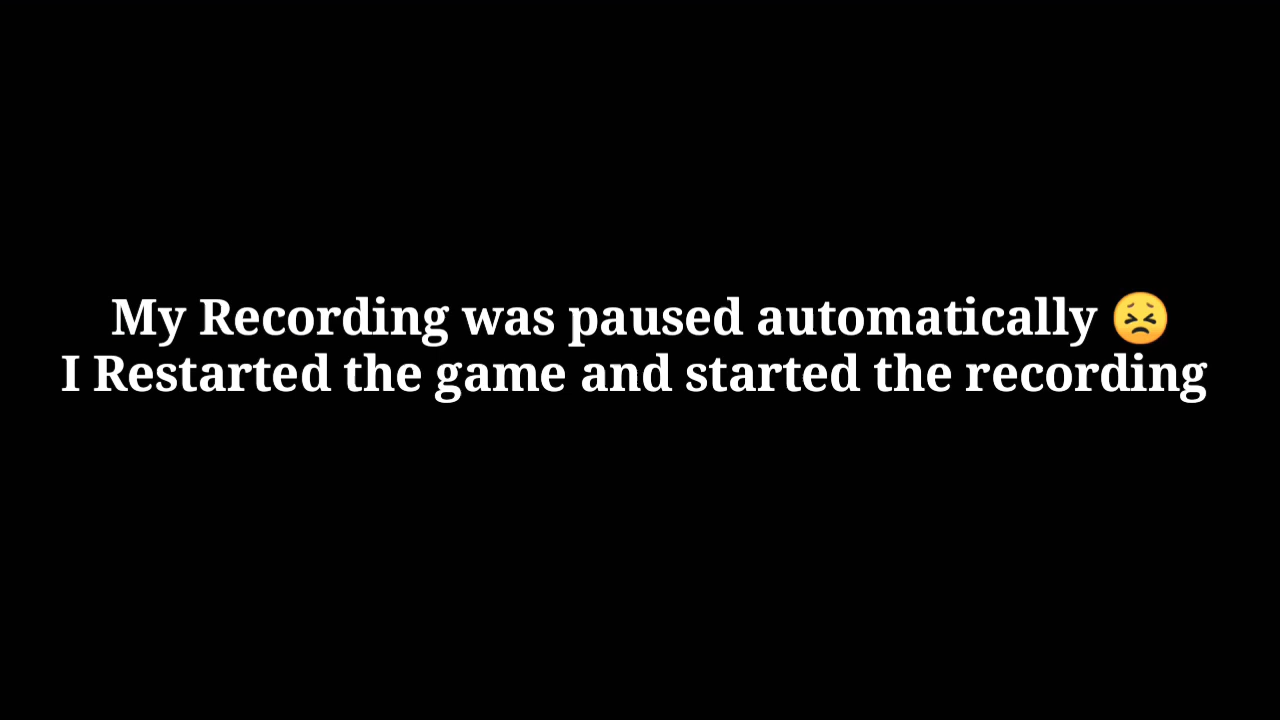 My Recording was paused automatically 😣
I Restarted the game and started the recording